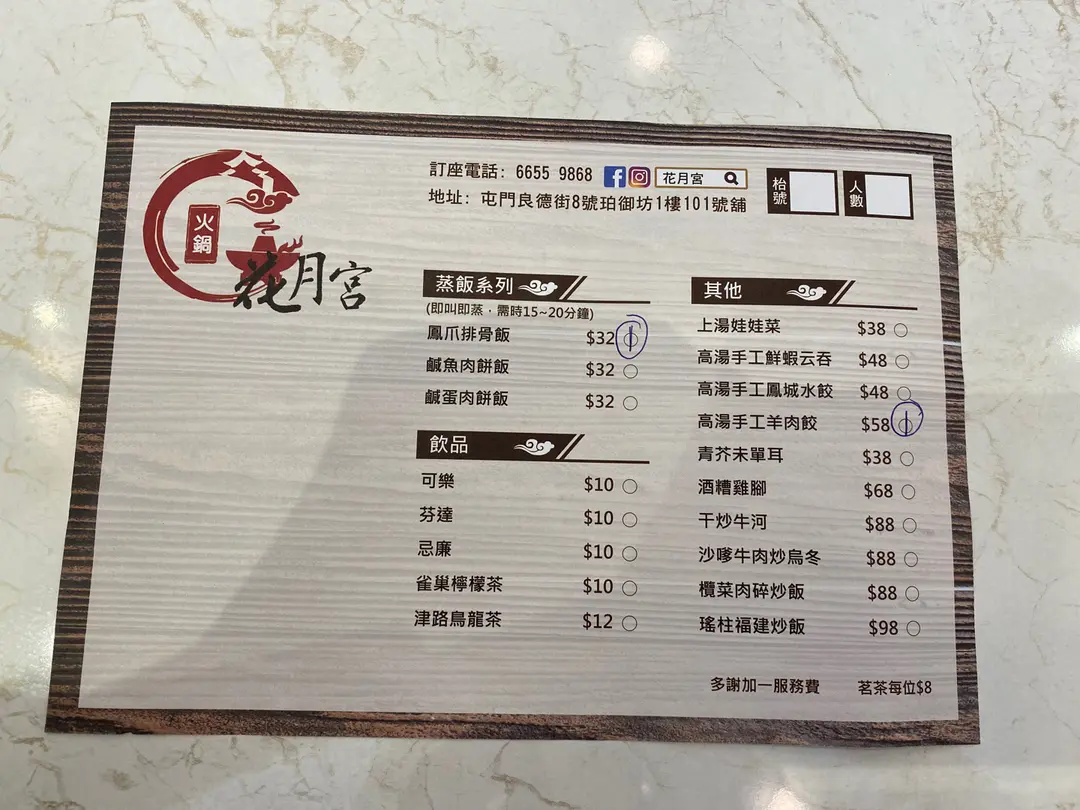 火鍋
花月宮
訂座電話: 6655 9868 花月宮
地址: 屯門良德街8號珀御坊1樓101號舖
枱號
人數
蒸飯系列
(即叫即蒸，需時15~20分鐘)
鳳爪排骨飯 $32
鹹魚肉餅飯 $32
鹹蛋肉餅飯 $32
飲品
可樂 $10
芬達 $10
忌廉 $10
雀巢檸檬茶 $10
津路烏龍茶 $12
其他
上湯娃娃菜 $38
高湯手工鮮蝦云吞 $48
高湯手工鳳城水餃 $48
高湯手工羊肉餃 $58
青芥末單耳 $38
酒糟雞腳 $68
干炒牛河 $88
沙嗲牛肉炒烏冬 $88
欖菜肉碎炒飯 $88
瑤柱福建炒飯 $98
多謝加一服務費 茗茶每位$8